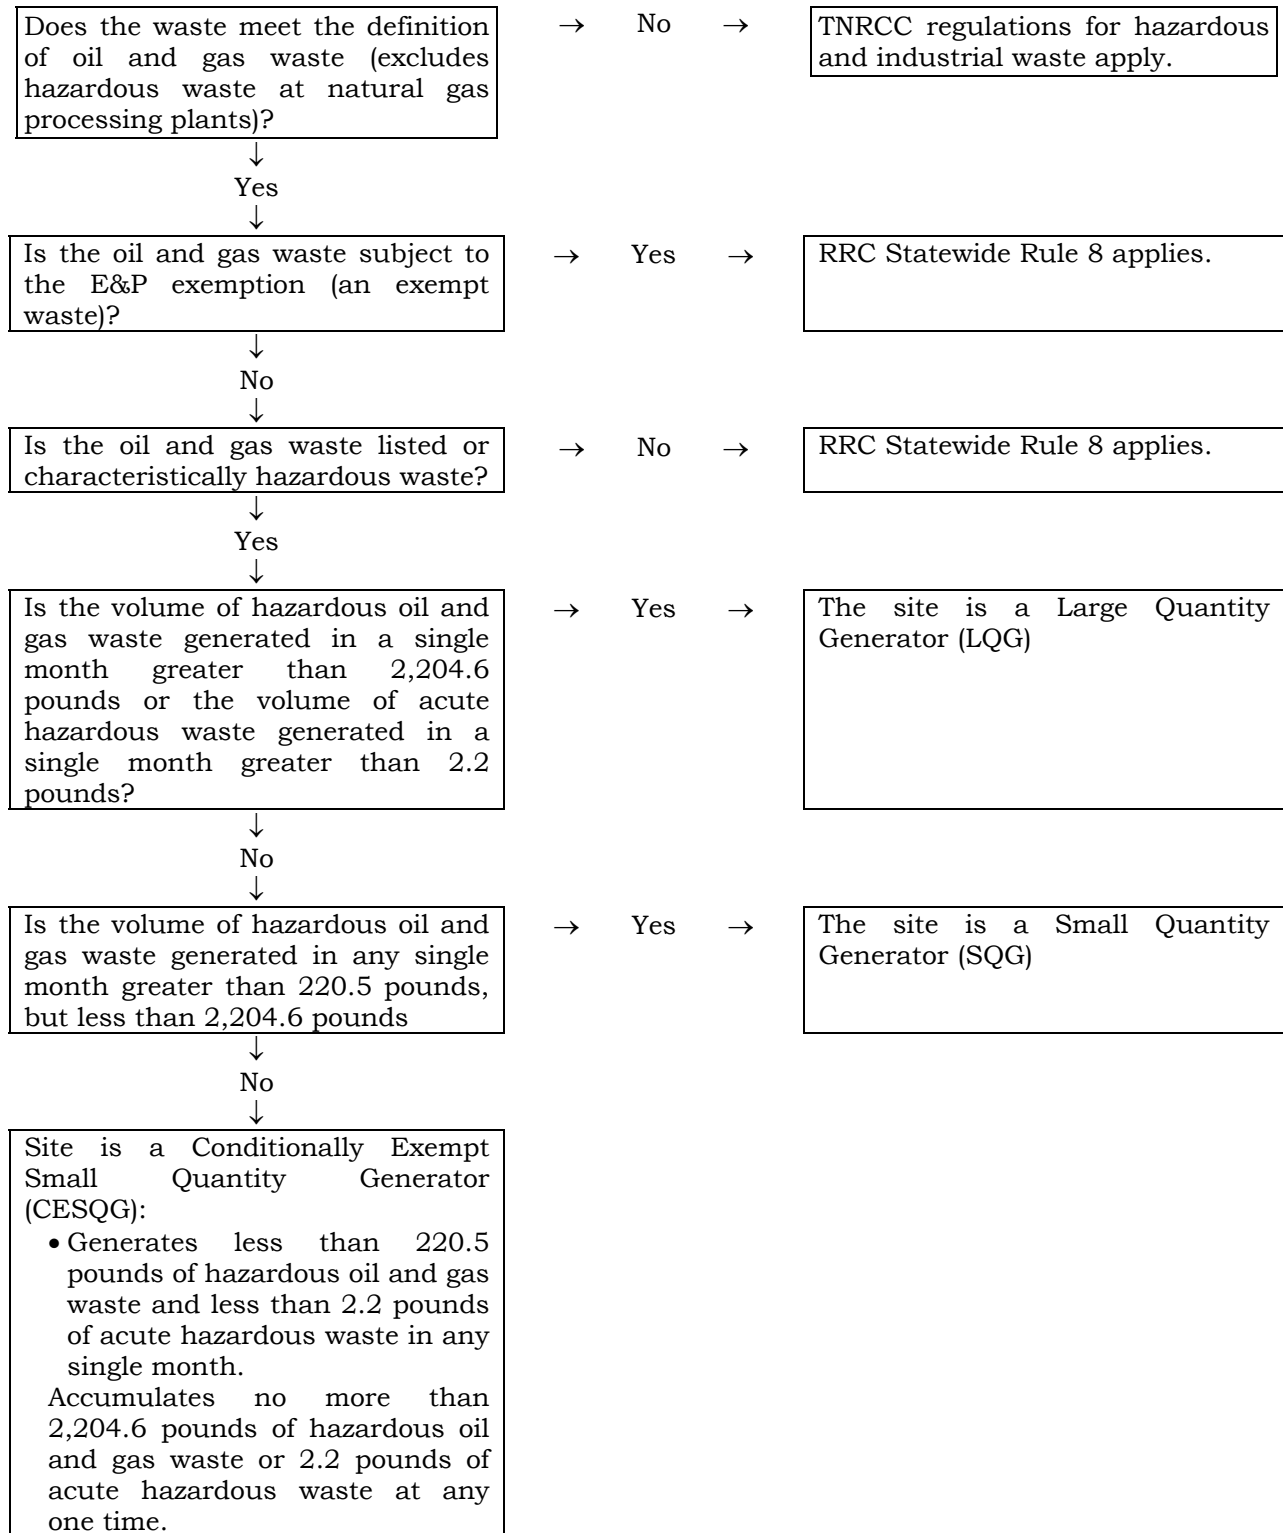 Does the waste meet the definition
of oil and gas waste (excludes
hazardous waste at natural gas
processing plants)?
→ No →
TNRCC regulations for hazardous
and industrial waste apply.
↓
Yes
↓
Is the oil and gas waste subject to
the E&P exemption (an exempt
waste)?
→ Yes →
RRC Statewide Rule 8 applies.
↓
No
↓
Is the oil and gas waste listed or
characteristically hazardous waste?
→ No →
RRC Statewide Rule 8 applies.
↓
Yes
↓
Is the volume of hazardous oil and
gas waste generated in a single
month greater than 2,204.6
pounds or the volume of acute
hazardous waste generated in a
single month greater than 2.2
pounds?
→ Yes →
The site is a Large Quantity
Generator (LQG)
↓
No
↓
Is the volume of hazardous oil and
gas waste generated in any single
month greater than 220.5 pounds,
but less than 2,204.6 pounds
→ Yes →
The site is a Small Quantity
Generator (SQG)
↓
No
↓
Site is a Conditionally Exempt
Small Quantity Generator
(CESQG):
• Generates less than 220.5
pounds of hazardous oil and gas
waste and less than 2.2 pounds
of acute hazardous waste in any
single month.
Accumulates no more than
2,204.6 pounds of hazardous oil
and gas waste or 2.2 pounds of
acute hazardous waste at any
one time.